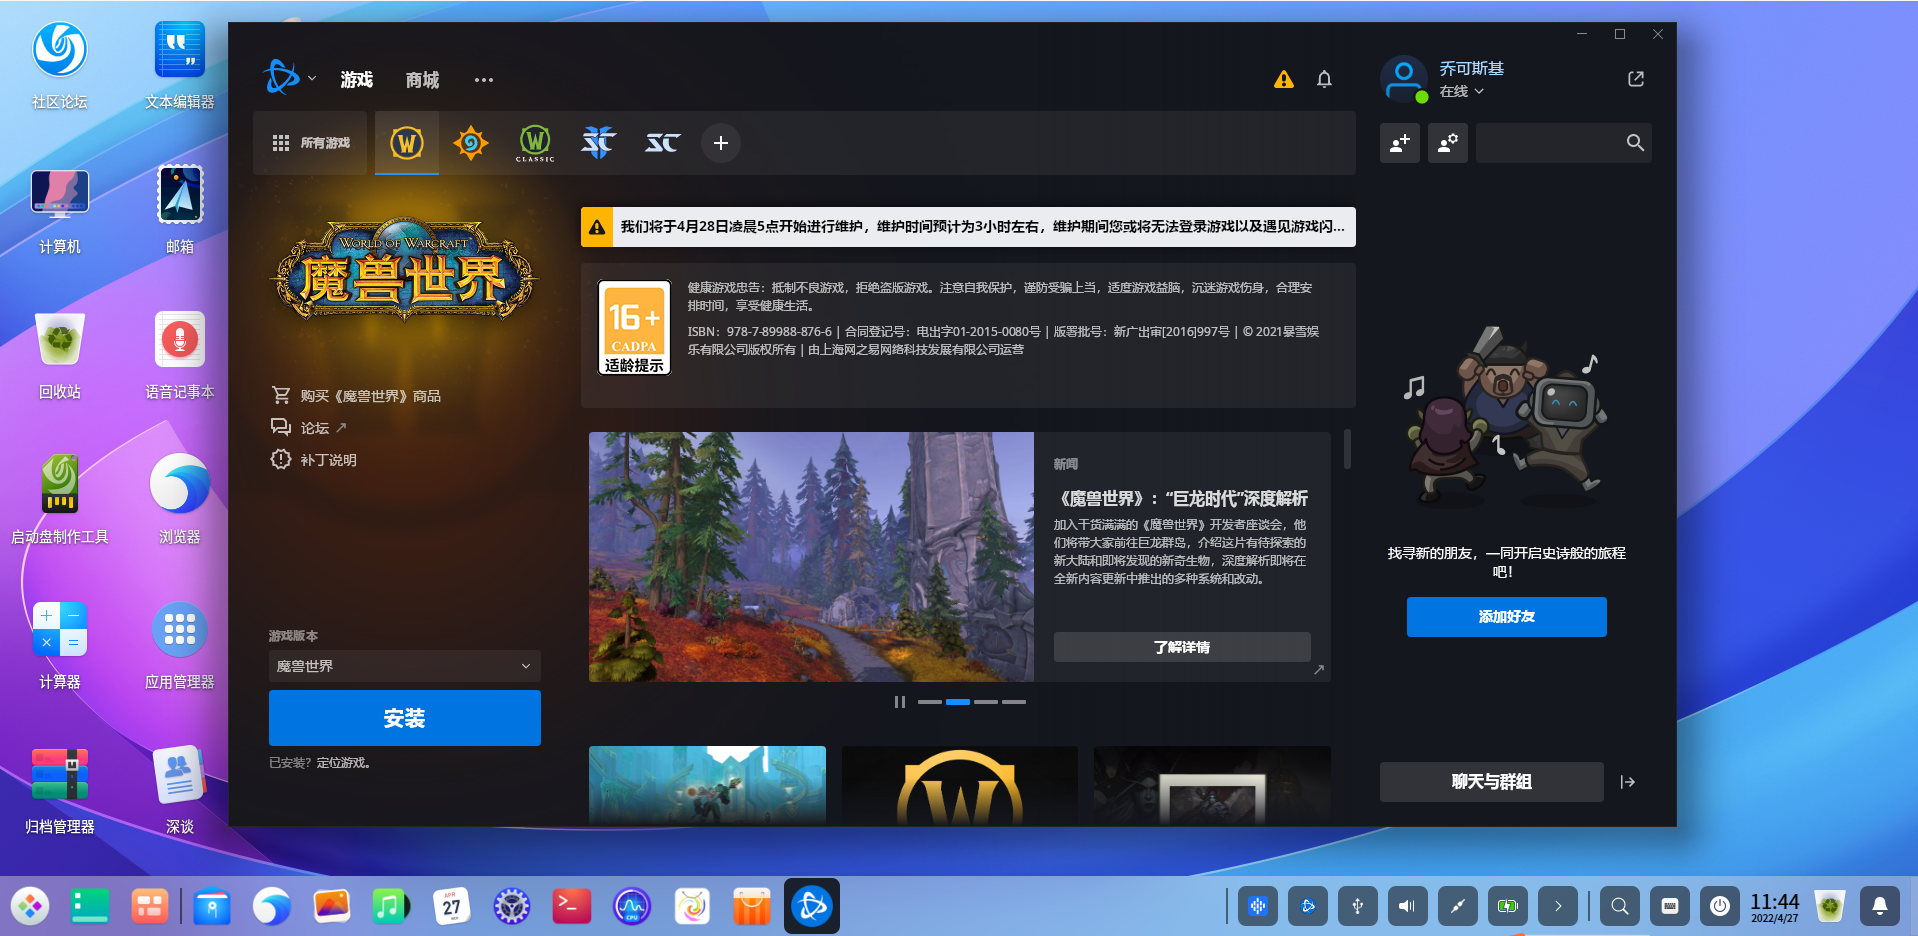 社区论坛
文本编辑器
计算机
邮箱
回收站
语音记事本
启动盘制作工具
浏览器
计算器
应用管理器
归档管理器
深谈
游戏
商城
乔可斯基
在线
所有游戏
CLASSIC
WORLD OF WARCRAFT
魔兽世界
我们将于4月28日凌晨5点开始进行维护，维护时间预计为3小时左右，维护期间您或将无法登录游戏以及遇见游戏闪...
16+
CADPA
适龄提示
健康游戏忠告：抵制不良游戏，拒绝盗版游戏。注意自我保护，谨防受骗上当，适度游戏益脑，沉迷游戏伤身，合理安
排时间，享受健康生活。
ISBN：978-7-89988-876-6 | 合同登记号：电出字01-2015-0080号 | 版署批号：新广出审[2016]997号 | © 2021暴雪娱
乐有限公司版权所有 | 由上海网之易网络科技发展有限公司运营
购买《魔兽世界》商品
论坛
补丁说明
新闻
《魔兽世界》：“巨龙时代”深度解析
加入干货满满的《魔兽世界》开发者座谈会，他
们将带大家前往巨龙群岛，介绍这片有待探索的
新大陆和即将发现的新奇生物，深度解析即将在
全新内容更新中推出的多种系统和改动。
了解详情
找寻新的朋友，一同开启史诗般的旅程
吧！
添加好友
游戏版本
魔兽世界
安装
已安装？定位游戏。
聊天与群组
APR
27
CPU
11:44
2022/4/27